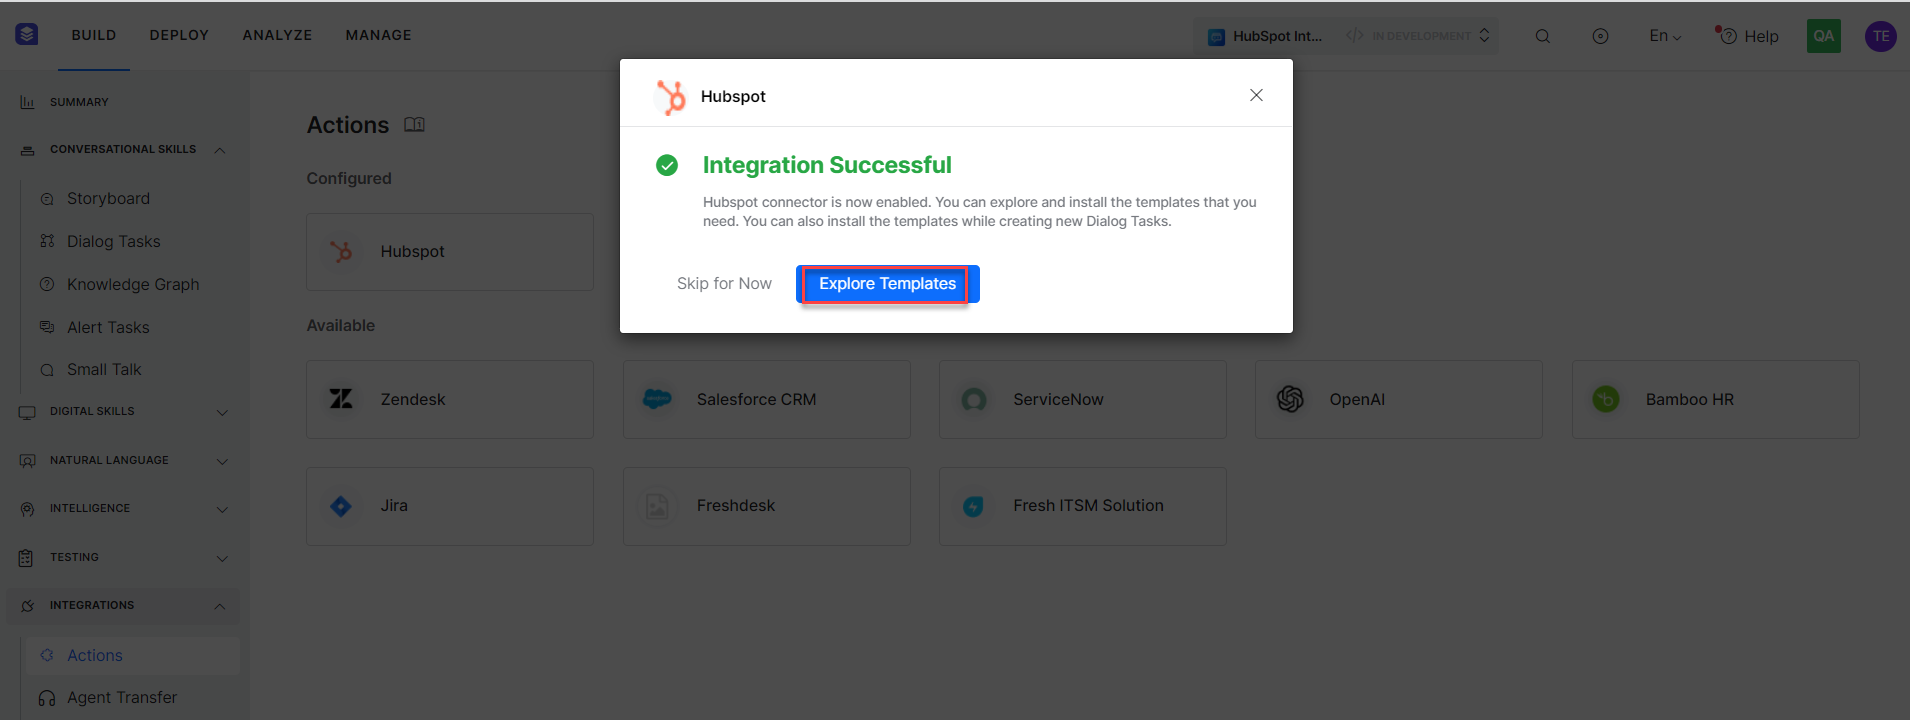 BUILD DEPLOY ANALYZE MANAGE HubSpot Int... </> IN DEVELOPMENT En Help QA TE
SUMMARY
CONVERSATIONAL SKILLS
Storyboard
Dialog Tasks
Knowledge Graph
Alert Tasks
Small Talk
DIGITAL SKILLS
NATURAL LANGUAGE
INTELLIGENCE
TESTING
INTEGRATIONS
Actions
Agent Transfer
Actions
Configured
Hubspot
Available
Zendesk
Salesforce CRM
ServiceNow
OpenAI
Bamboo HR
Jira
Freshdesk
Fresh ITSM Solution
Hubspot
Integration Successful
Hubspot connector is now enabled. You can explore and install the templates that you
need. You can also install the templates while creating new Dialog Tasks.
Skip for Now
Explore Templates